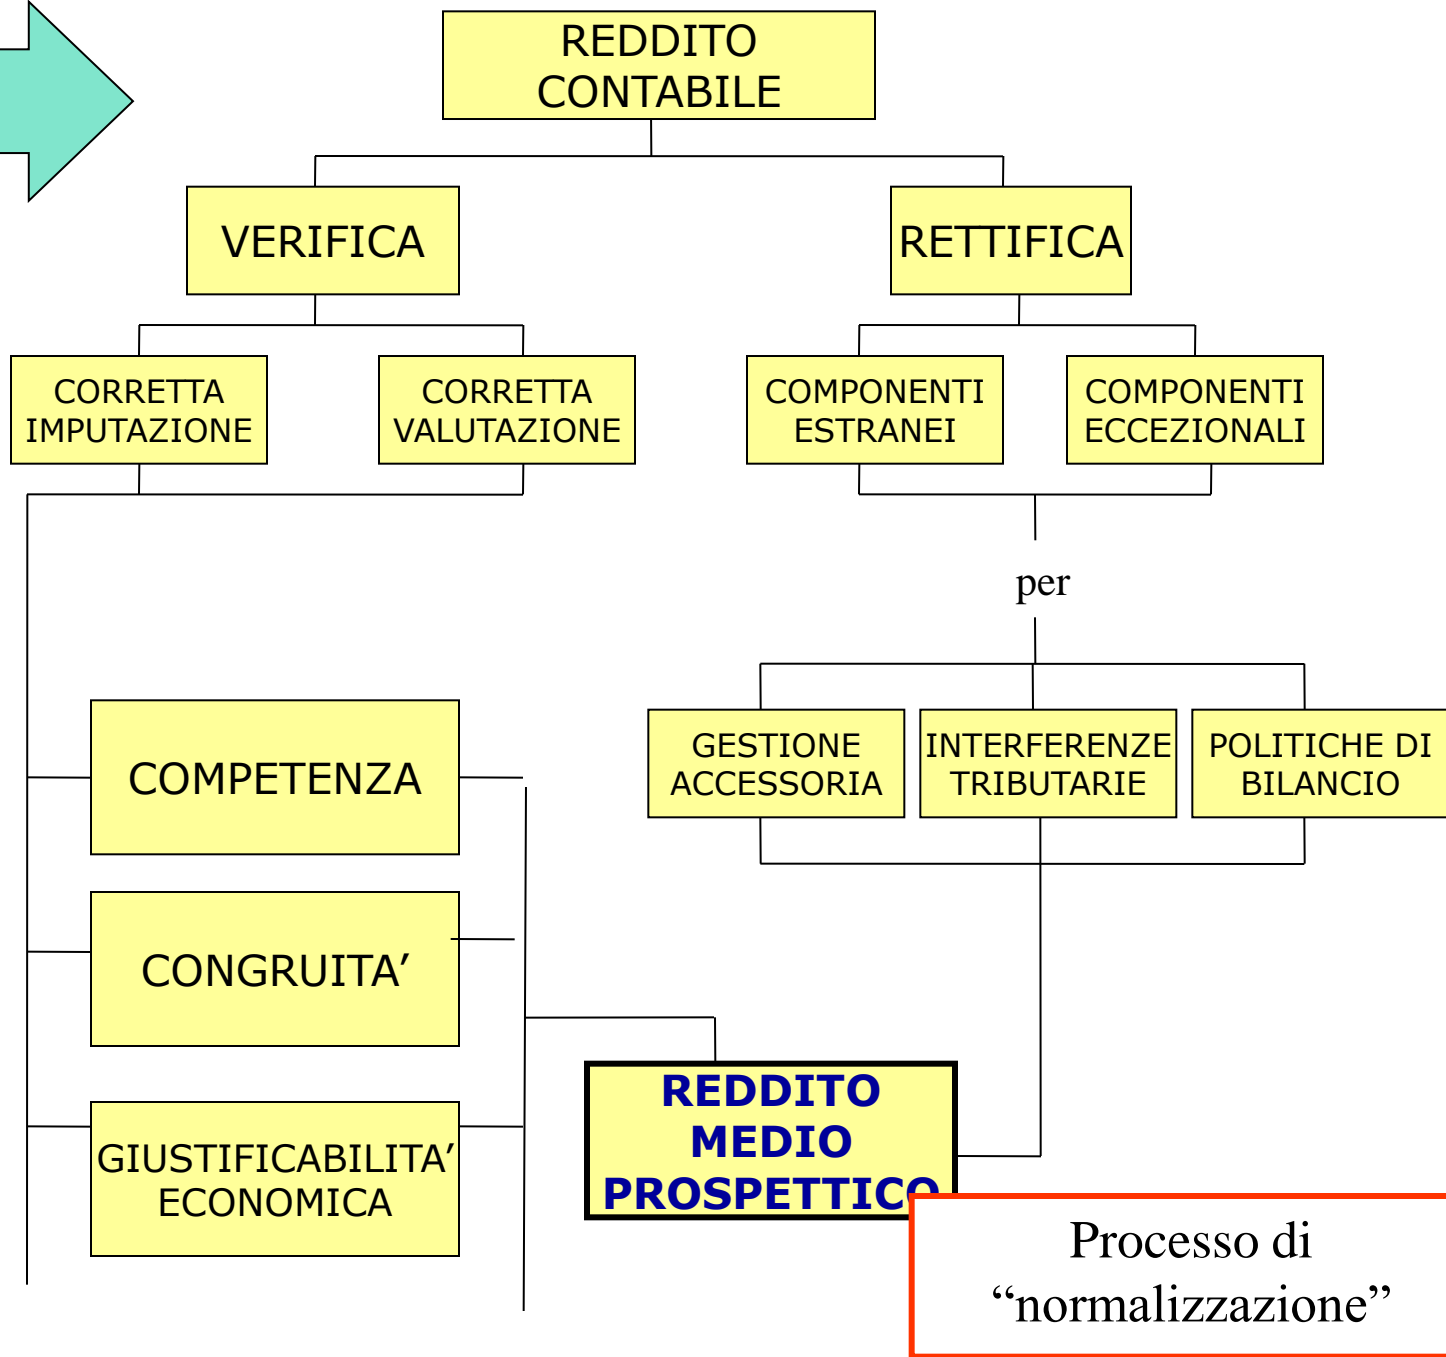 REDDITO
CONTABILE
VERIFICA
RETTIFICA
CORRETTA
IMPUTAZIONE
CORRETTA
VALUTAZIONE
COMPONENTI
ESTRANEI
COMPONENTI
ECCEZIONALI
per
COMPETENZA
GESTIONE
ACCESSORIA
INTERFERENZE
TRIBUTARIE
POLITICHE DI
BILANCIO
CONGRUITA’
GIUSTIFICABILITA’
ECONOMICA
REDDITO
MEDIO
PROSPETTICO
Processo di
“normalizzazione”